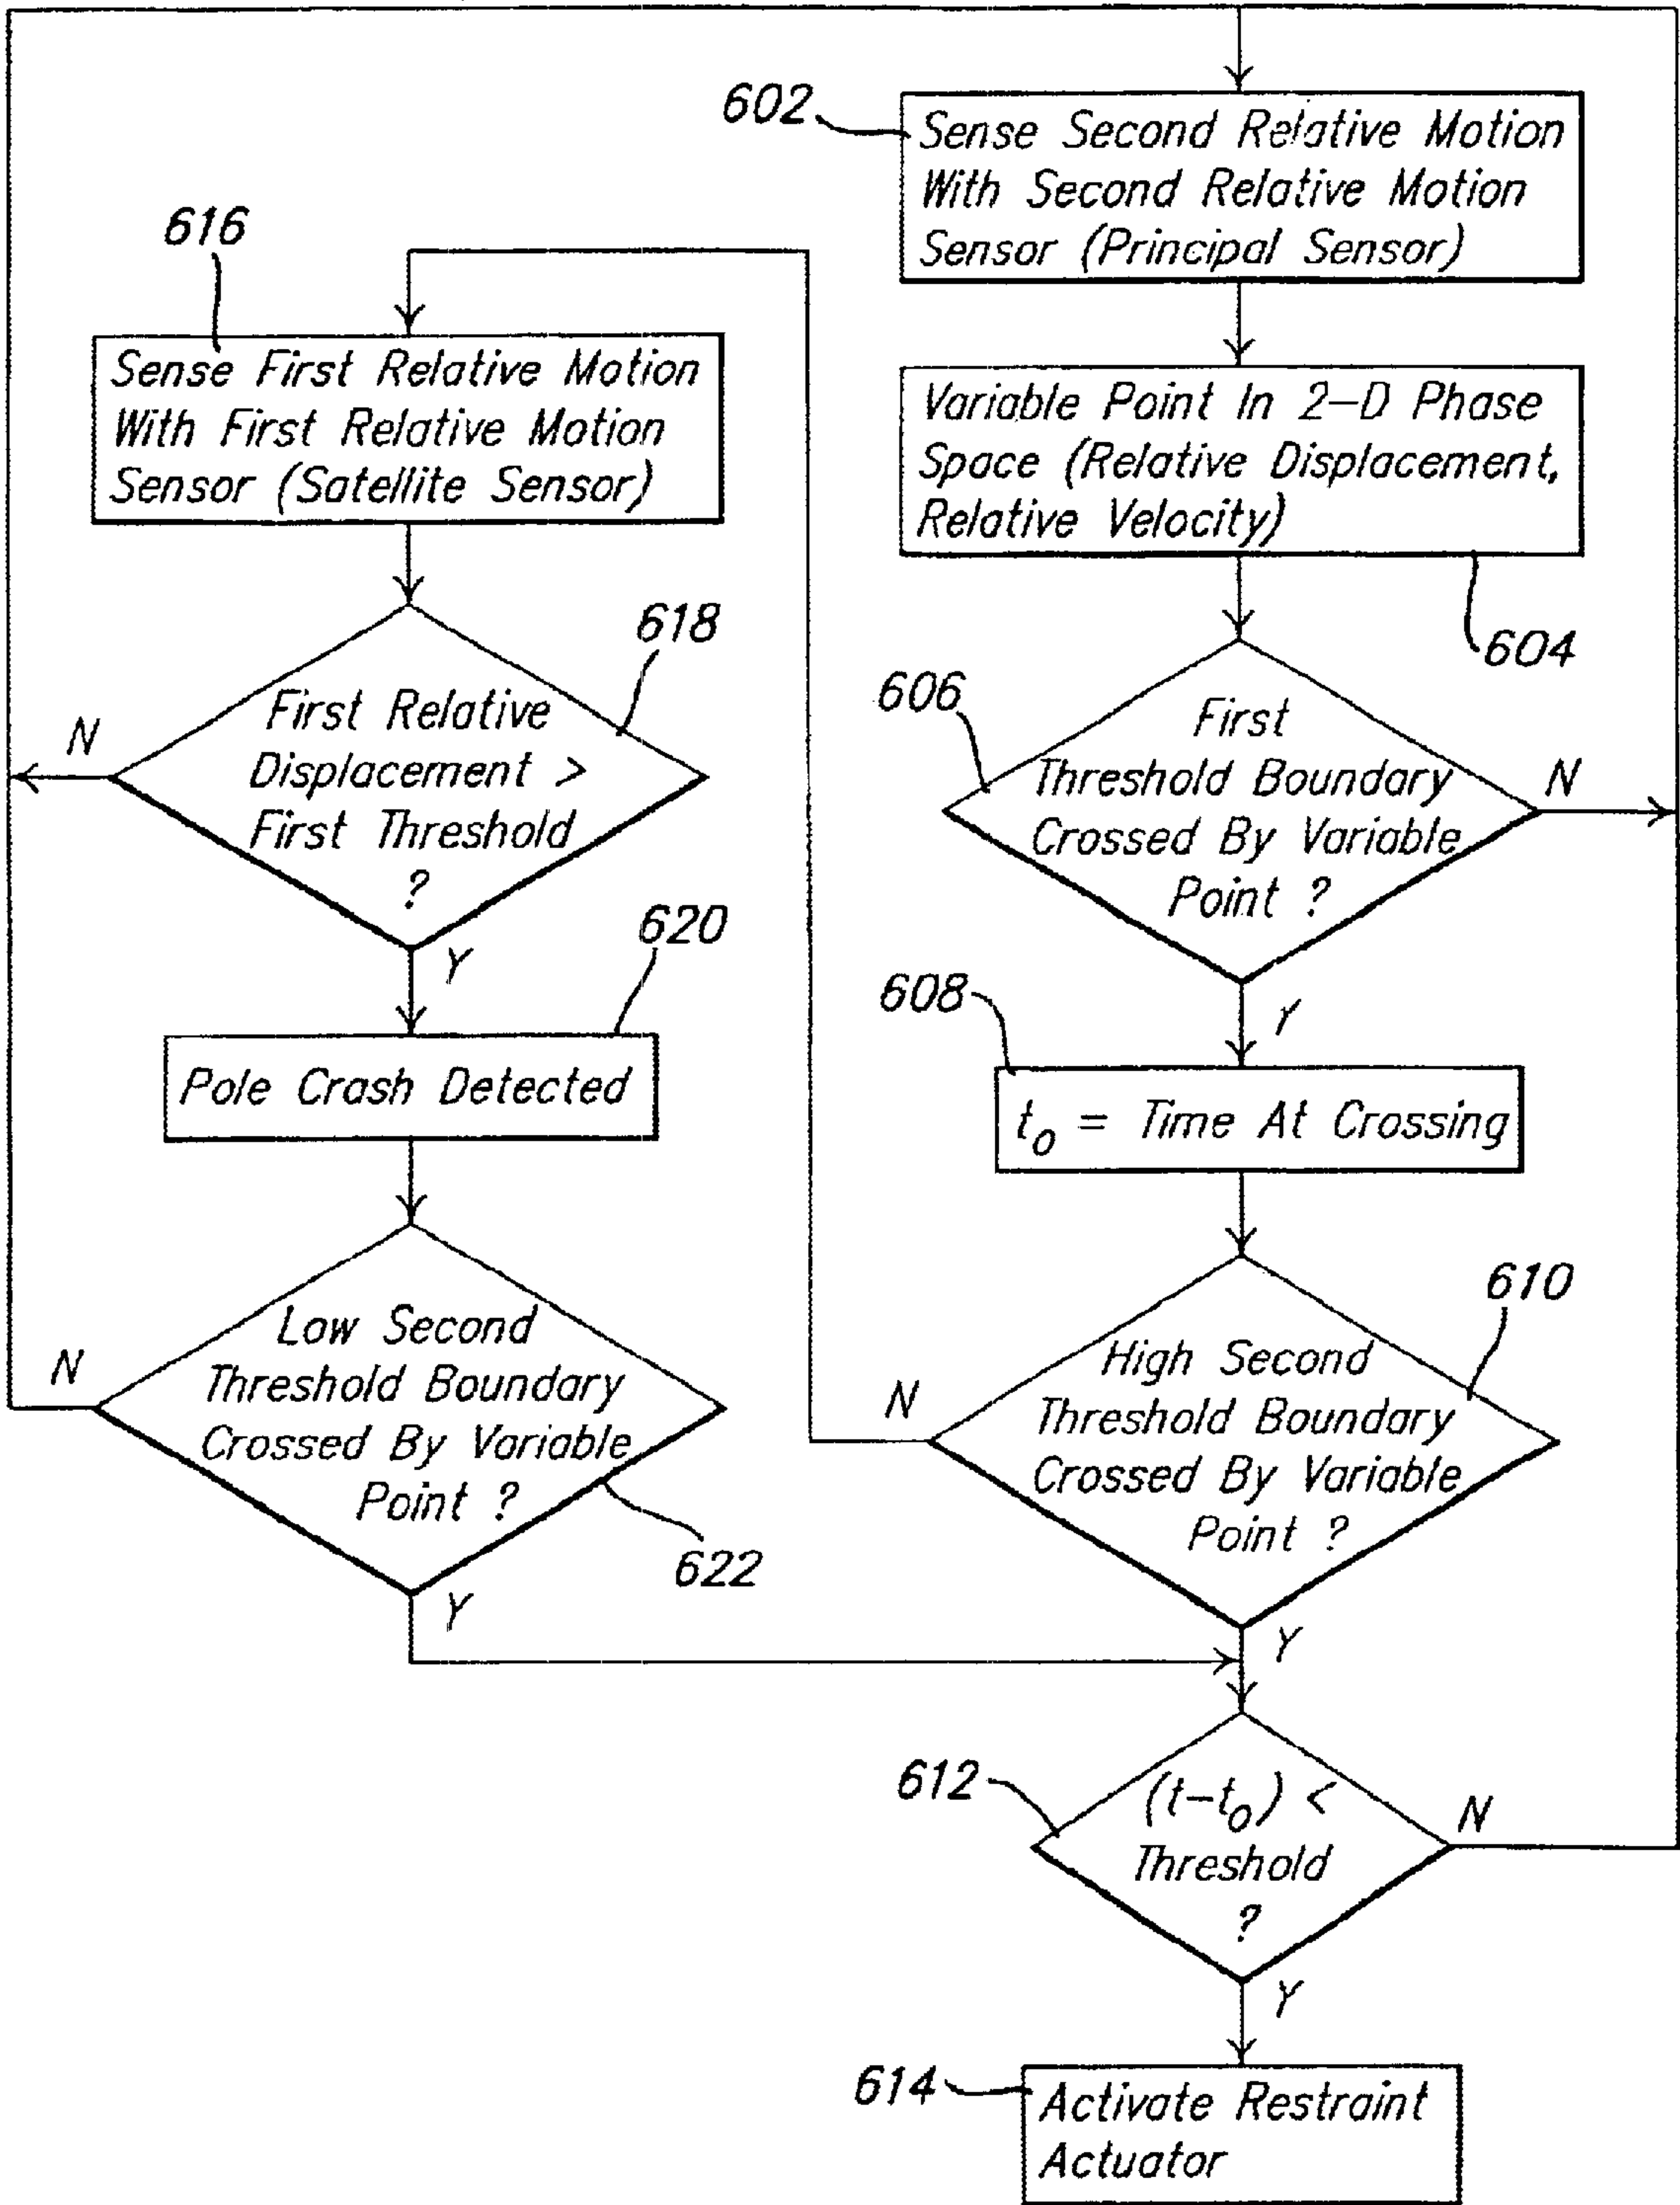 602
Sense Second Relative Motion
With Second Relative Motion
Sensor (Principal Sensor)
616
Sense First Relative Motion
With First Relative Motion
Sensor (Satellite Sensor)
Variable Point In 2-D Phase
Space (Relative Displacement,
Relative Velocity)
604
618
First Relative
Displacement >
First Threshold
?
N
Y
606
First
Threshold Boundary
Crossed By Variable
Point ?
N
Y
620
Pole Crash Detected
608
to = Time At Crossing
Low Second
Threshold Boundary
Crossed By Variable
Point ?
N
622
Y
610
High Second
Threshold Boundary
Crossed By Variable
Point ?
N
Y
612
(t-to) <
Threshold
?
N
Y
614
Activate Restraint
Actuator